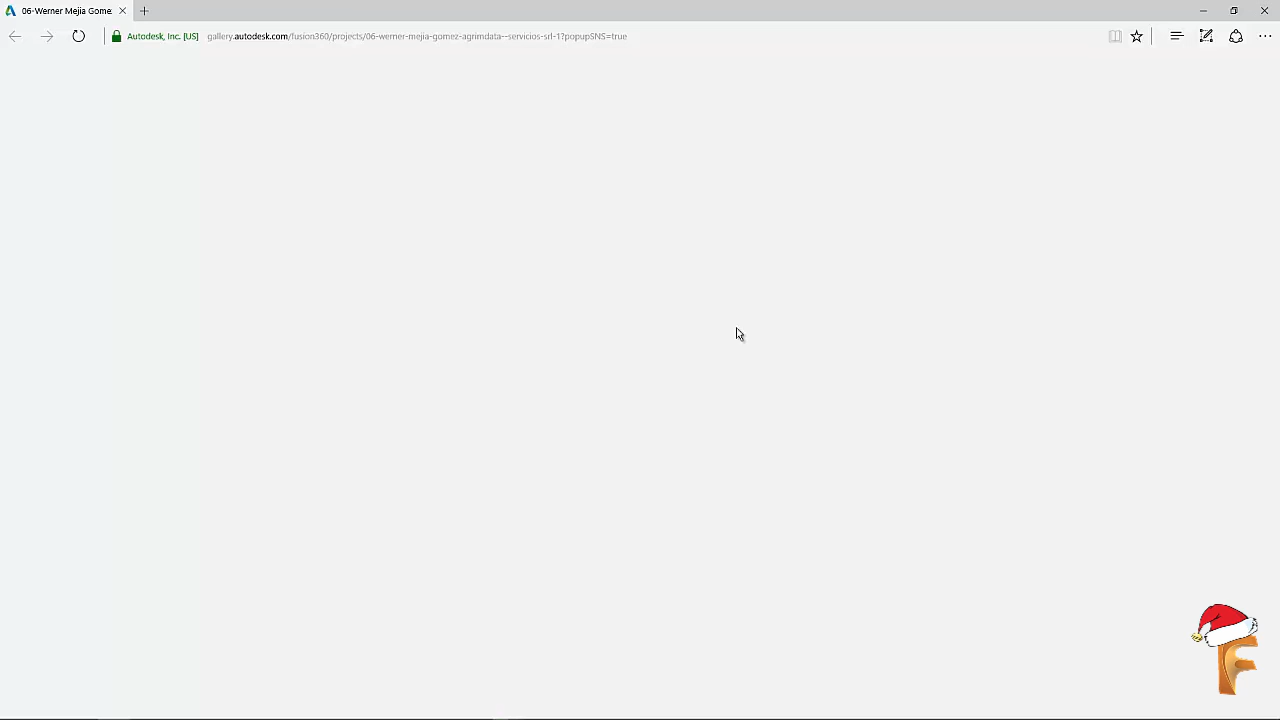 06-Werner Mejia Gome:
Autodesk, Inc. [US] gallery.autodesk.com/fusion360/projects/06-werner-mejia-gomez-agrimdata--servicios-srl-1?popupSNS=true
F